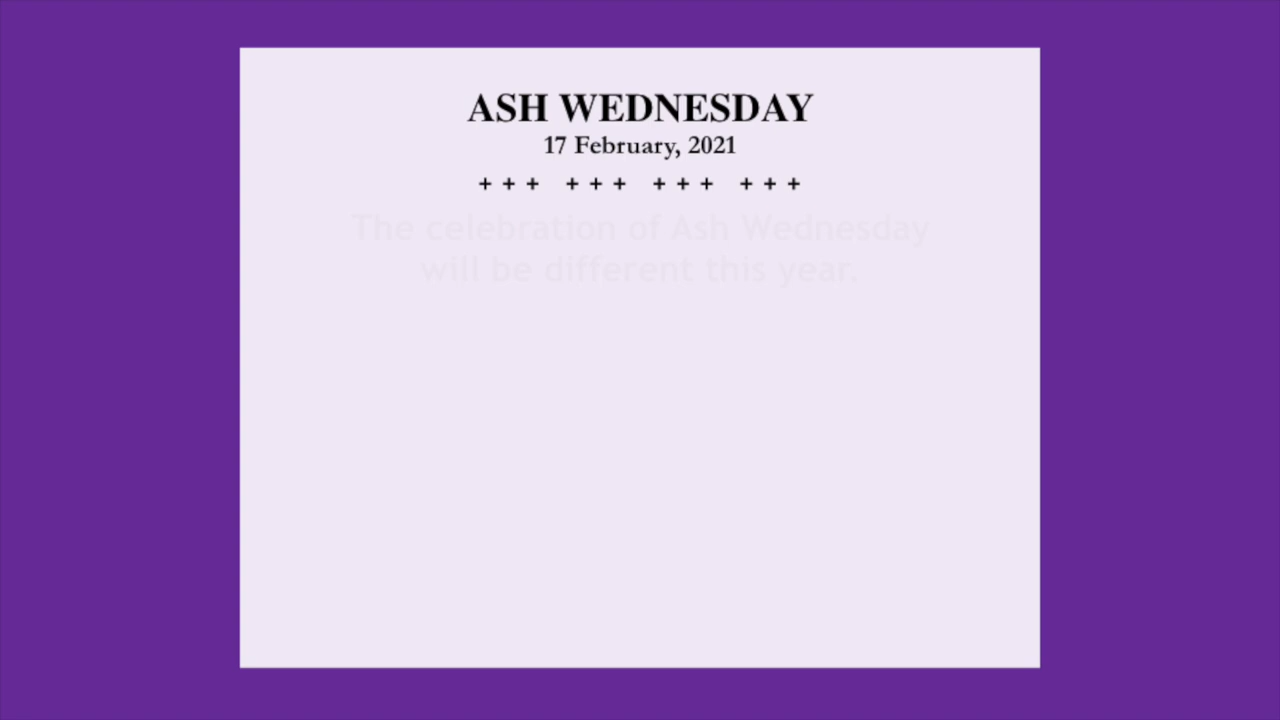 ASH WEDNESDAY
17 February, 2021
+ + +   + + +   + + +   + + +
The celebration of Ash Wednesday
will be different this year.